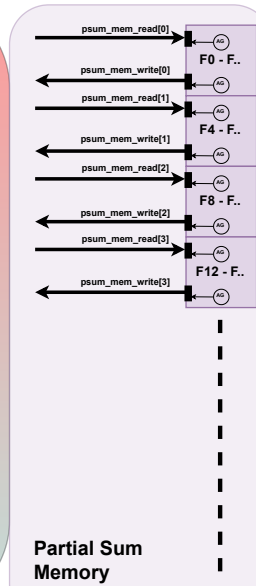 psum_mem_read[0]
AG
F0 - F..
psum_mem_write[0]
AG
psum_mem_read[1]
AG
F4 - F..
psum_mem_write[1]
AG
psum_mem_read[2]
AG
F8 - F..
psum_mem_write[2]
AG
psum_mem_read[3]
AG
F12 - F..
psum_mem_write[3]
AG
Partial Sum
Memory